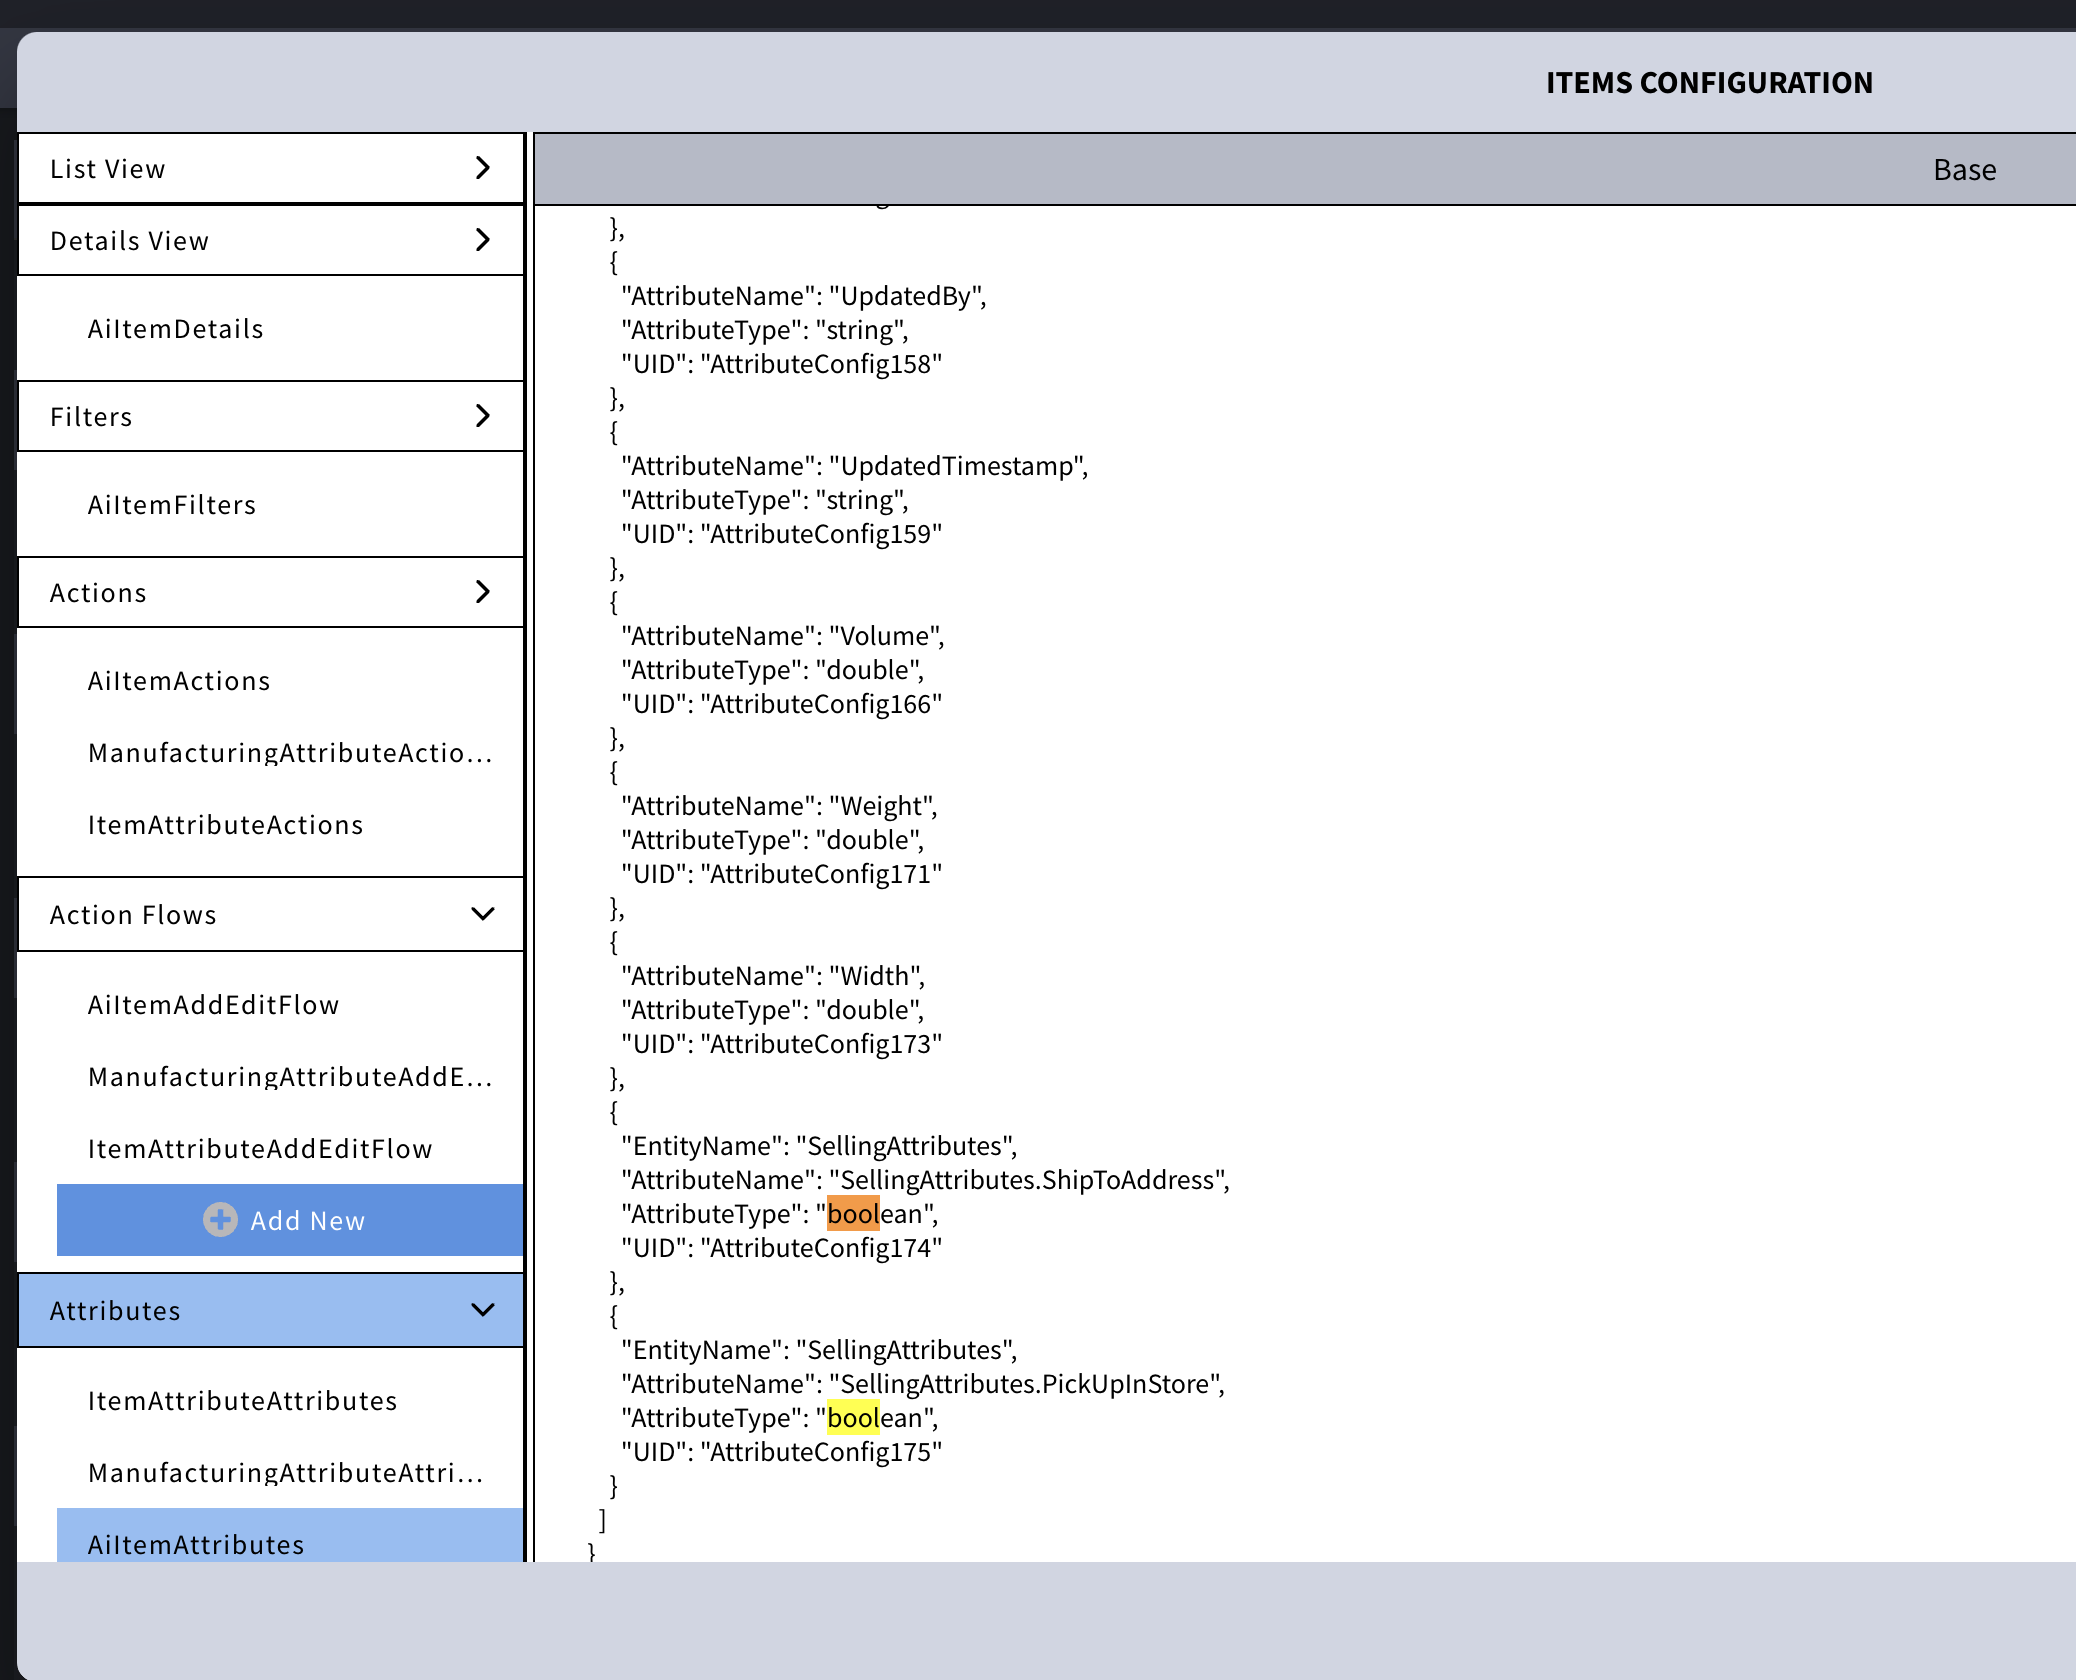 ITEMS CONFIGURATION
List View
Details View
AiItemDetails
Filters
AiItemFilters
Actions
AiItemActions
ManufacturingAttributeActio...
ItemAttributeActions
Action Flows
AiItemAddEditFlow
ManufacturingAttributeAddE...
ItemAttributeAddEditFlow
Add New
Attributes
ItemAttributeAttributes
ManufacturingAttributeAttri...
AiItemAttributes
Base
},
{
"AttributeName": "UpdatedBy",
"AttributeType": "string",
"UID": "AttributeConfig158"
},
{
"AttributeName": "UpdatedTimestamp",
"AttributeType": "string",
"UID": "AttributeConfig159"
},
{
"AttributeName": "Volume",
"AttributeType": "double",
"UID": "AttributeConfig166"
},
{
"AttributeName": "Weight",
"AttributeType": "double",
"UID": "AttributeConfig171"
},
{
"AttributeName": "Width",
"AttributeType": "double",
"UID": "AttributeConfig173"
},
{
"EntityName": "SellingAttributes",
"AttributeName": "SellingAttributes.ShipToAddress",
"AttributeType": "boolean",
"UID": "AttributeConfig174"
},
{
"EntityName": "SellingAttributes",
"AttributeName": "SellingAttributes.PickUpInStore",
"AttributeType": "boolean",
"UID": "AttributeConfig175"
}
]
}